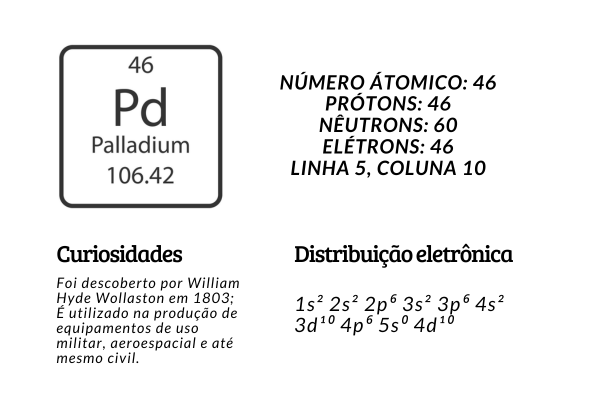 46
Pd
Palladium
106.42
NÚMERO ÁTOMICO: 46
PRÓTONS: 46
NÊUTRONS: 60
ELÉTRONS: 46
LINHA 5, COLUNA 10
Curiosidades
Foi descoberto por William
Hyde Wollaston em 1803;
É utilizado na produção de
equipamentos de uso
militar, aeroespacial e até
mesmo civil.
Distribuição eletrônica
1s² 2s² 2p⁶ 3s² 3p⁶ 4s²
3d¹⁰ 4p⁶ 5s⁰ 4d¹⁰